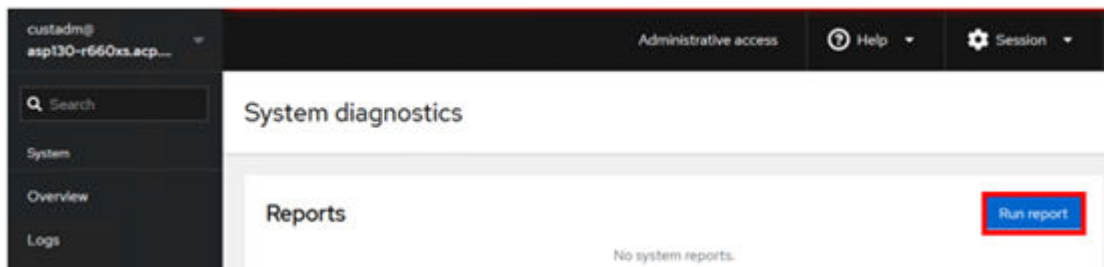 custadm@
asp130-r660xs.acp....
Administrative access
Help
Session
Search
System diagnostics
System
Overview
Reports
Run report
Logs
No system reports.